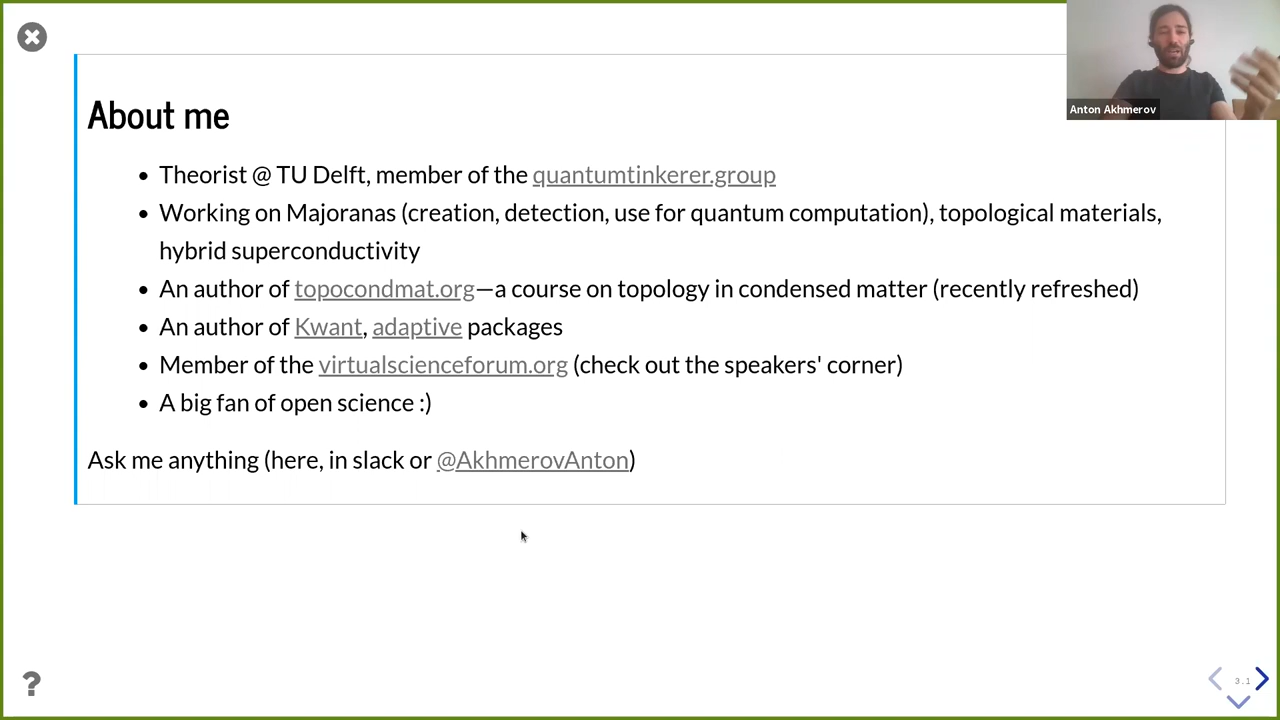 Anton Akhmerov
About me
Theorist @ TU Delft, member of the quantumtinkerer.group
Working on Majoranas (creation, detection, use for quantum computation), topological materials,
hybrid superconductivity
An author of topocondmat.org—a course on topology in condensed matter (recently refreshed)
An author of Kwant, adaptive packages
Member of the virtualscienceforum.org (check out the speakers' corner)
A big fan of open science :)
Ask me anything (here, in slack or @AkhmerovAnton)
?
3.1